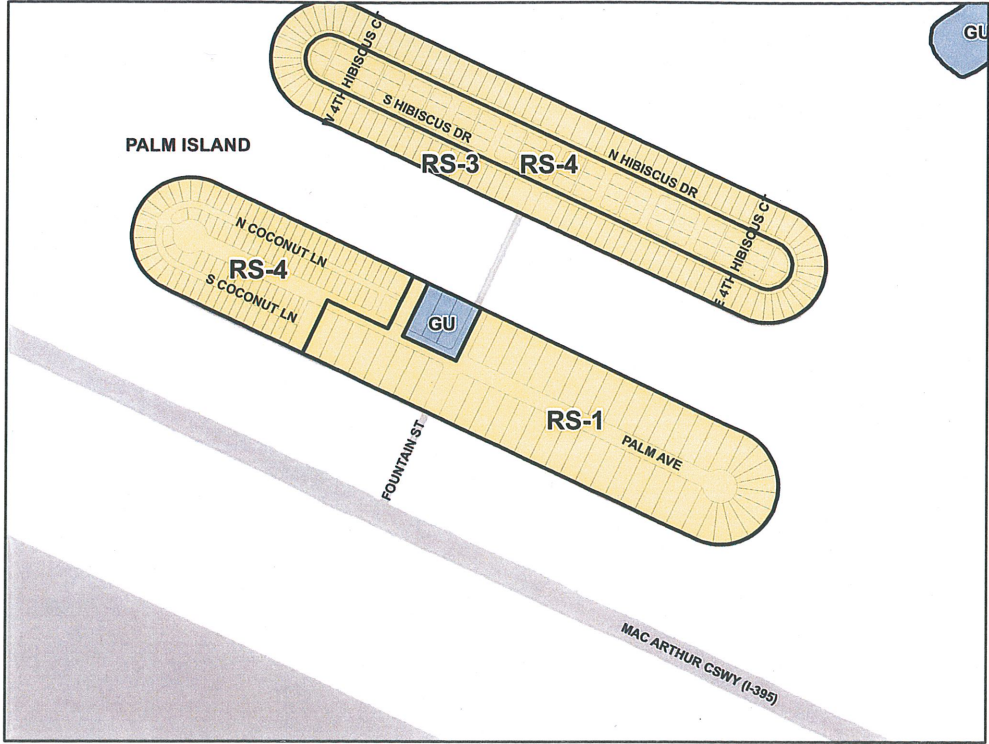 GU
N 4TH HIBISCUS CT
S HIBISCUS DR
PALM ISLAND
N HIBISCUS DR
RS-3
RS-4
E 4TH HIBISCUS CT
N COCONUT LN
RS-4
S COCONUT LN
GU
RS-1
PALM AVE
FOUNTAIN ST
MAC ARTHUR CSWY (I-395)